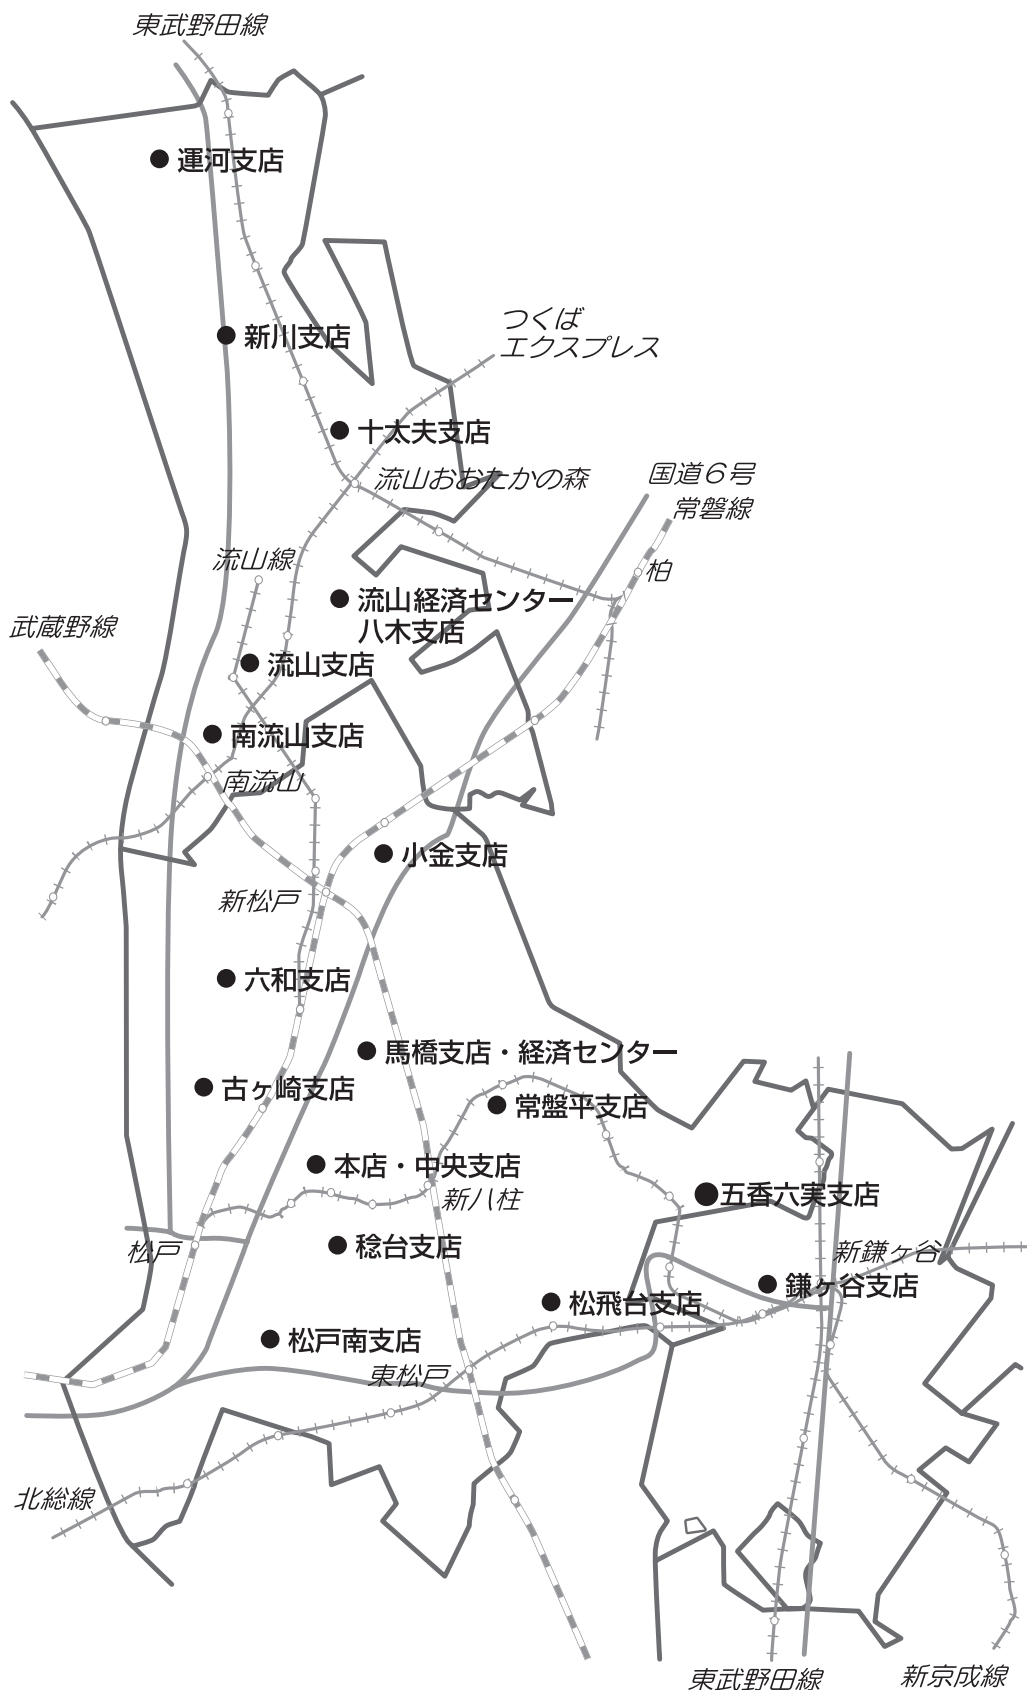 東武野田線
運河支店
新川支店
つくば
エクスプレス
十太夫支店
流山おおたかの森
国道6号
常磐線
流山線
柏
流山経済センター
八木支店
武蔵野線
流山支店
南流山支店
南流山
小金支店
新松戸
六和支店
馬橋支店・経済センター
古ヶ崎支店
常盤平支店
本店・中央支店
五香六実支店
新八柱
松戸
稔台支店
新鎌ヶ谷
鎌ヶ谷支店
松飛台支店
松戸南支店
東松戸
北総線
東武野田線
新京成線